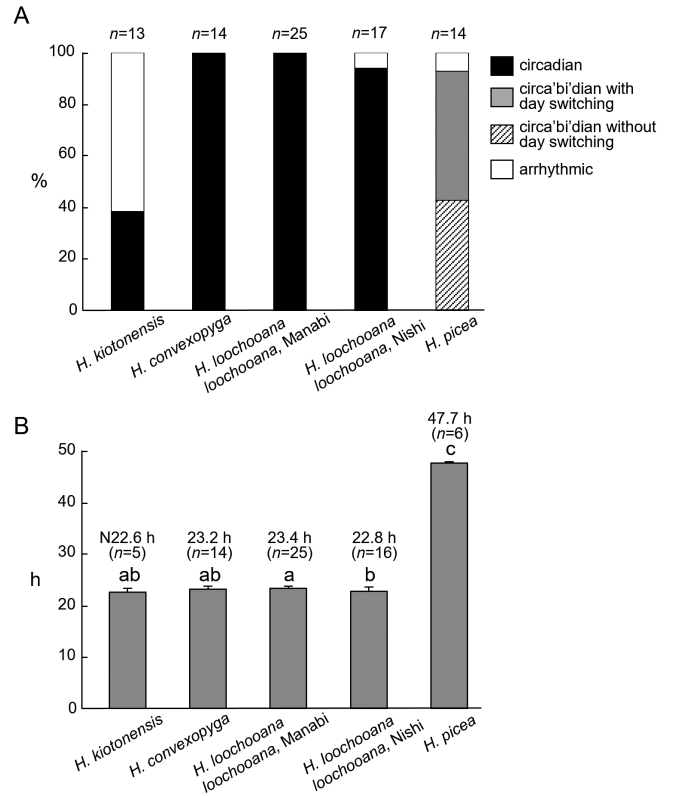 A
n=13 n=14 n=25 n=17 n=14
100
80
60
40
20
0
%
circadian
circa'bi'dian with
day switching
circa'bi'dian without
day switching
arrhythmic
H. kiotonensis
H. convexopyga
H. loochooana
loochooana, Manabi
H. loochooana
loochooana, Nishi
H. picea
B
50
40
30
20
10
0
h
N22.6 h
(n=5)
ab
23.2 h
(n=14)
ab
23.4 h
(n=25)
a
22.8 h
(n=16)
b
47.7 h
(n=6)
c
H. kiotonensis
H. convexopyga
H. loochooana
loochooana, Manabi
H. loochooana
loochooana, Nishi
H. picea